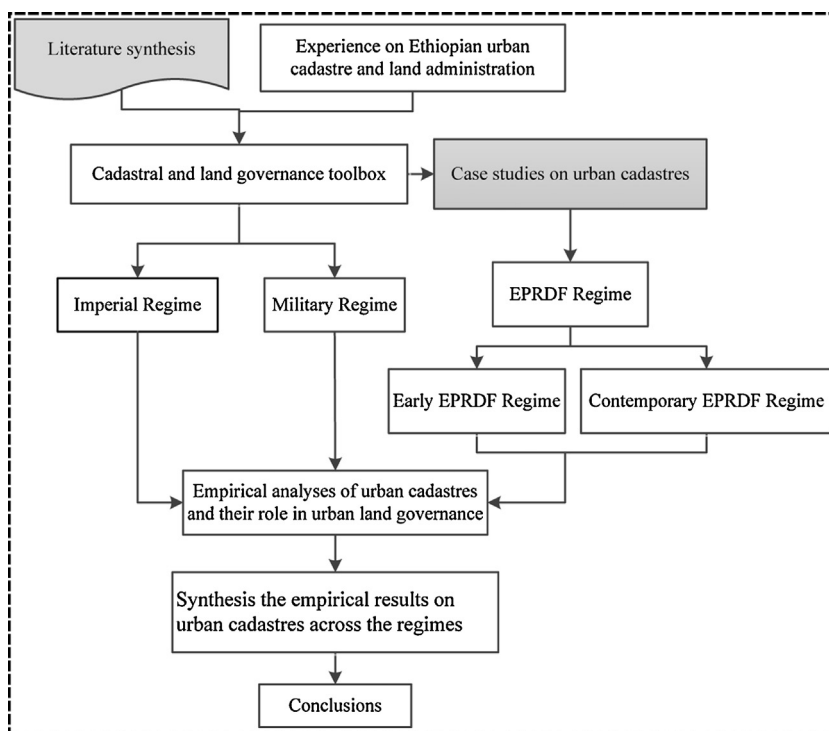 Literature synthesis
Experience on Ethiopian urban
cadastre and land administration
Cadastral and land governance toolbox
Case studies on urban cadastres
Imperial Regime
Military Regime
EPRDF Regime
Early EPRDF Regime
Contemporary EPRDF Regime
Empirical analyses of urban cadastres
and their role in urban land governance
Synthesis the empirical results on
urban cadastres across the regimes
Conclusions